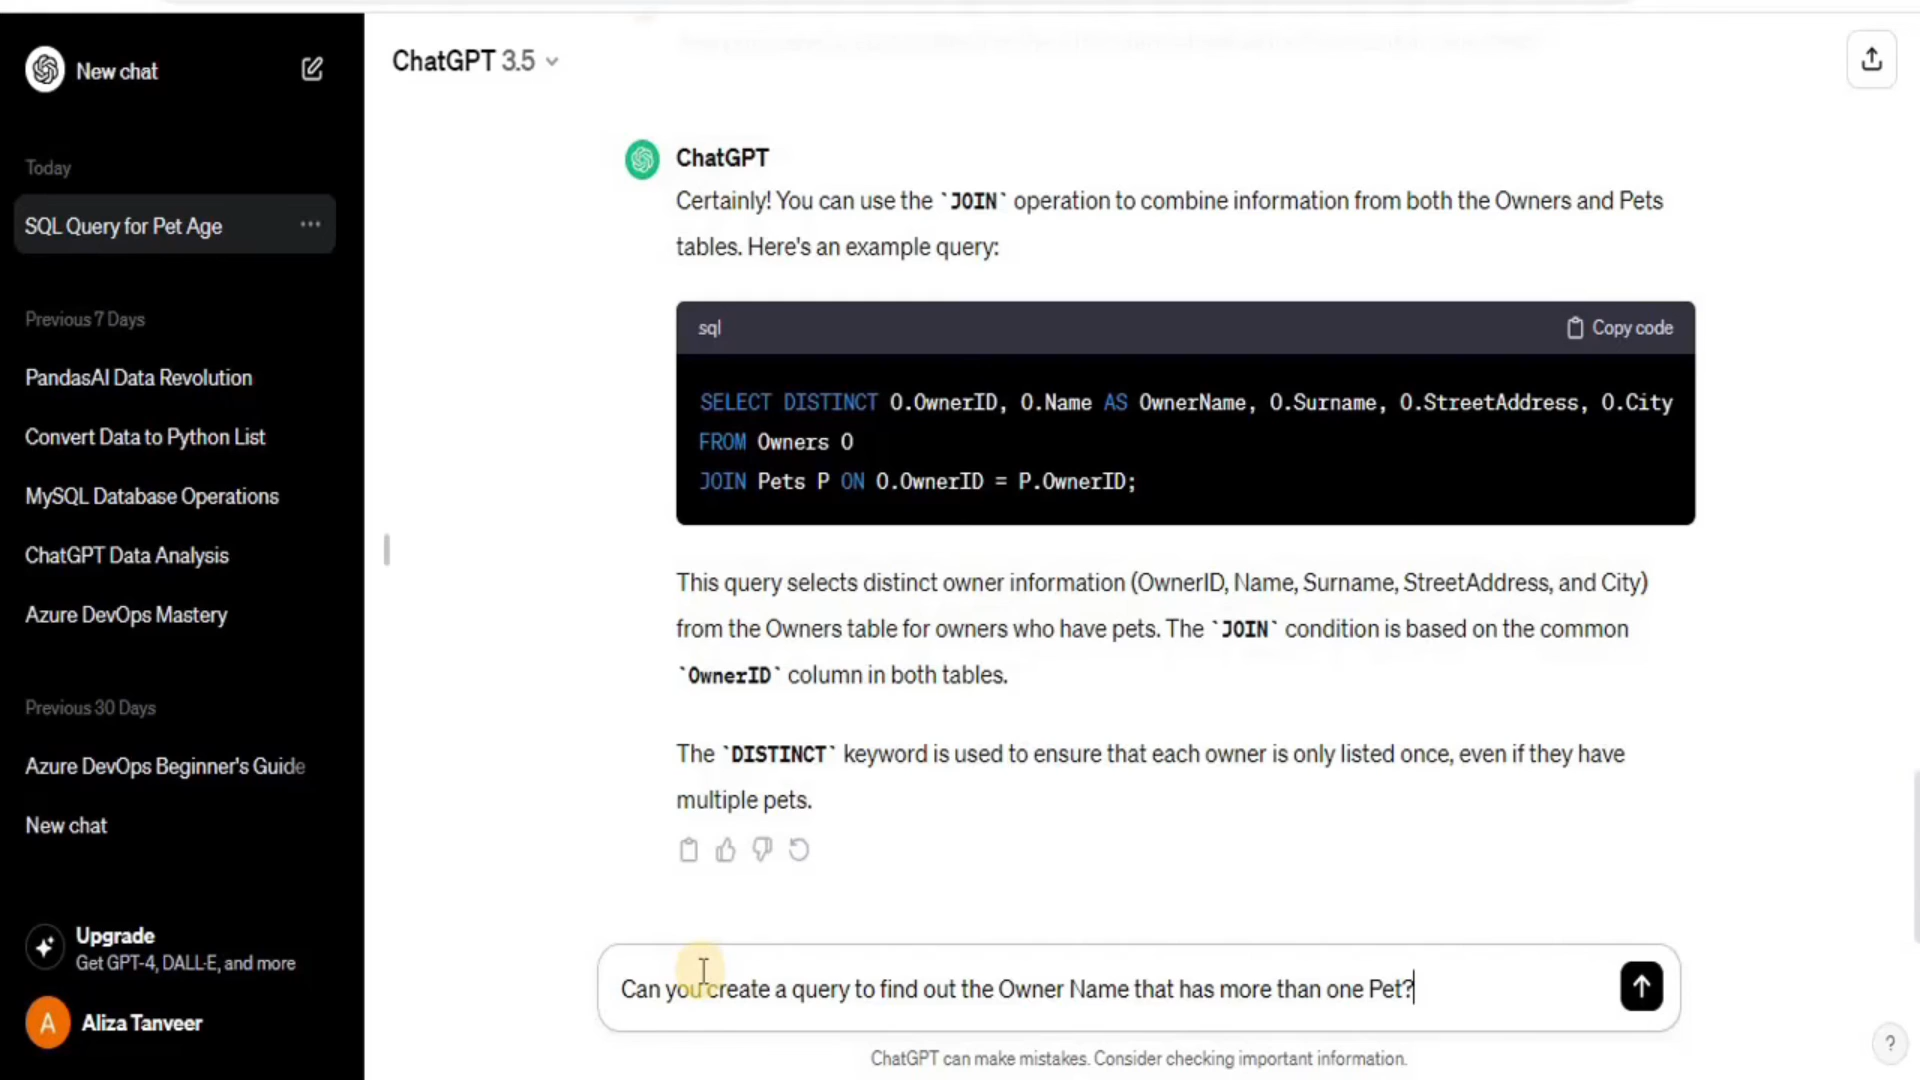 New chat
Today
SQL Query for Pet Age
Previous 7 Days
PandasAI Data Revolution
Convert Data to Python List
MySQL Database Operations
ChatGPT Data Analysis
Azure DevOps Mastery
Previous 30 Days
Azure DevOps Beginner's Guide
New chat
Upgrade
Get GPT-4, DALL·E, and more
A
Aliza Tanveer
ChatGPT 3.5
ChatGPT
Certainly! You can use the `JOIN` operation to combine information from both the Owners and Pets
tables. Here's an example query:
sql
Copy code
SELECT DISTINCT O.OwnerID, O.Name AS OwnerName, O.Surname, O.StreetAddress, O.City
FROM Owners O
JOIN Pets P ON O.OwnerID = P.OwnerID;
This query selects distinct owner information (OwnerID, Name, Surname, StreetAddress, and City)
from the Owners table for owners who have pets. The `JOIN` condition is based on the common
`OwnerID` column in both tables.
The `DISTINCT` keyword is used to ensure that each owner is only listed once, even if they have
multiple pets.
Can you create a query to find out the Owner Name that has more than one Pet?
ChatGPT can make mistakes. Consider checking important information.
?